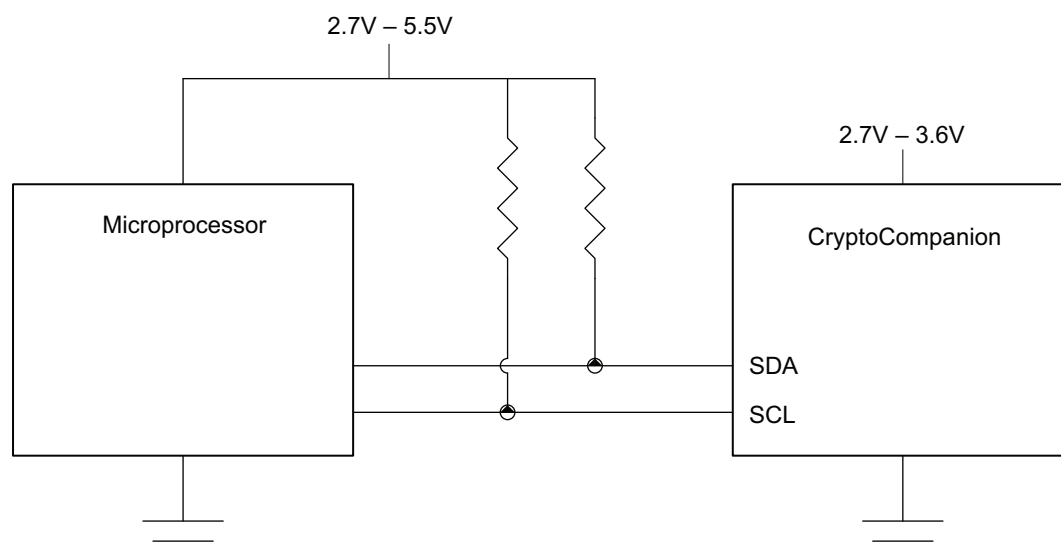 2.7V – 5.5V
2.7V – 3.6V
Microprocessor
CryptoCompanion
SDA
SCL